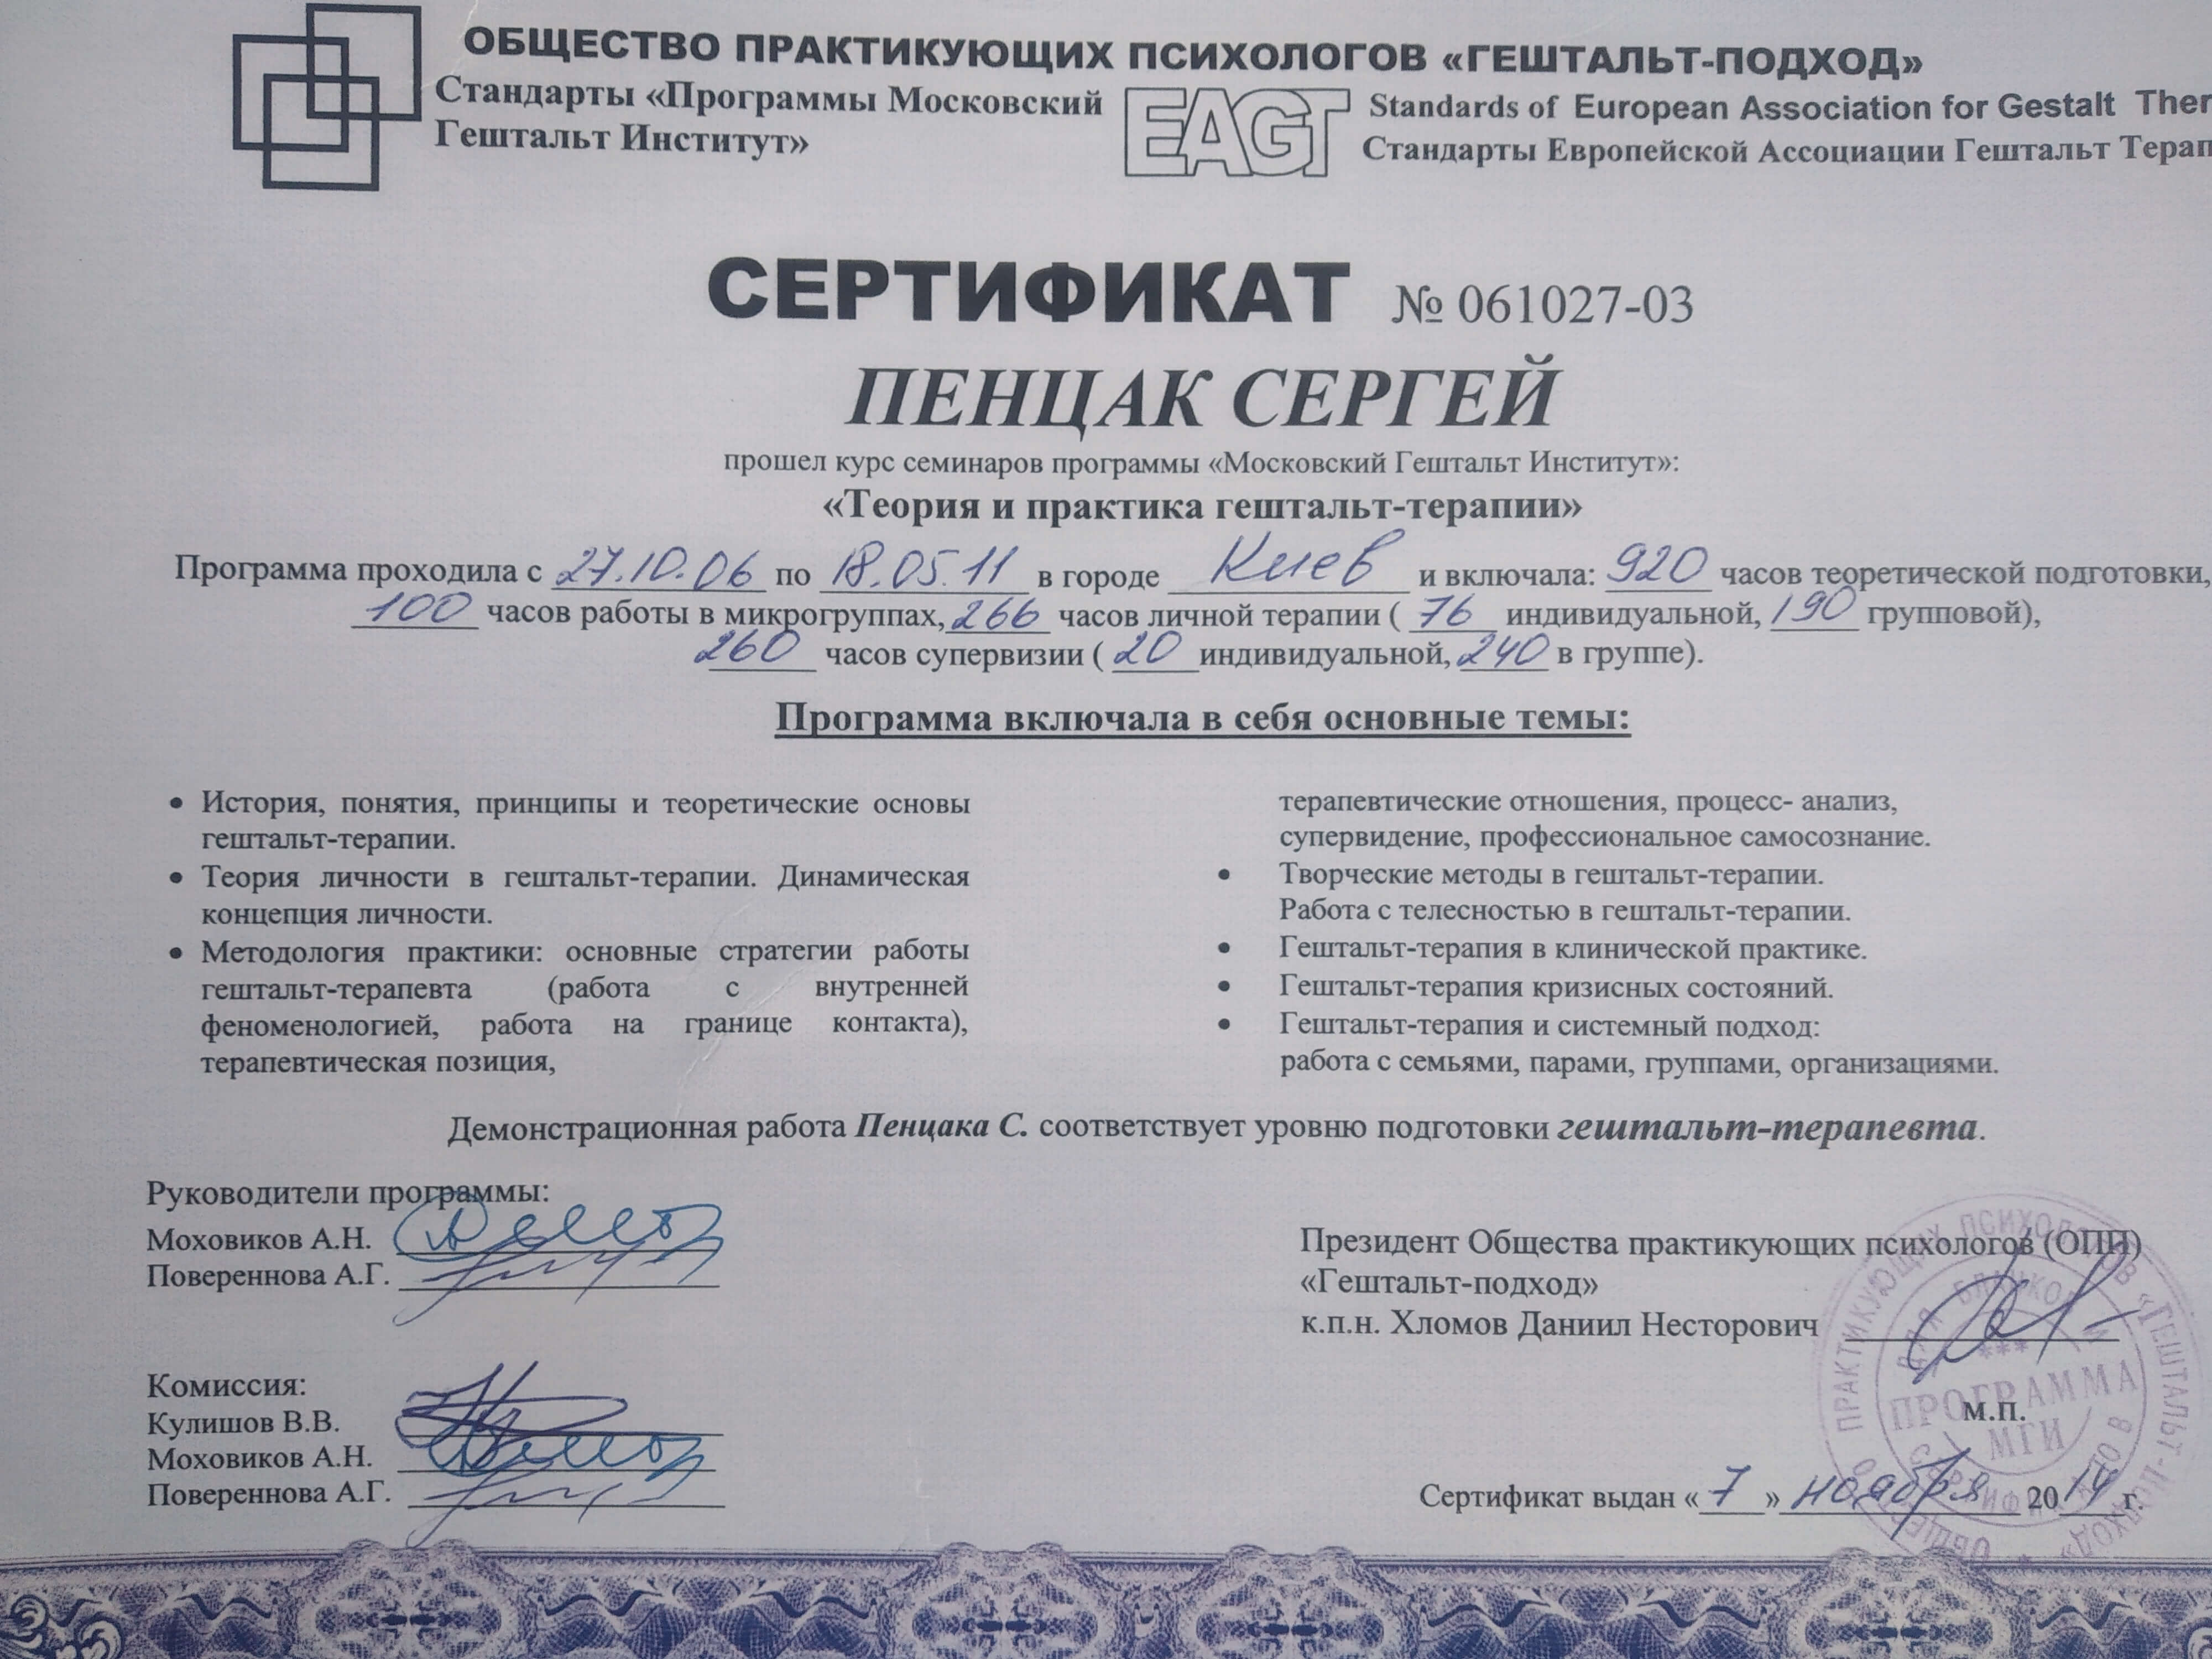 ОБЩЕСТВО ПРАКТИКУЮЩИХ ПСИХОЛОГОВ «ГЕШТАЛЬТ-ПОДХОД»
Стандарты «Программы Московский
Гештальт Институт»
EAGT
Standards of European Association for Gestalt Ther
Стандарты Европейской Ассоциации Гештальт Терап
СЕРТИФИКАТ № 061027-03
ПЕНЦАК СЕРГЕЙ
прошел курс семинаров программы «Московский Гештальт Институт»:
«Теория и практика гештальт-терапии»
Программа проходила с 27.10.06 по 18.05.11 в городе Киев и включала: 920 часов теоретической подготовки,
100 часов работы в микрогруппах, 266 часов личной терапии ( 76 индивидуальной, 190 групповой),
260 часов супервизии ( 20 индивидуальной, 240 в группе).
Программа включала в себя основные темы:
• История, понятия, принципы и теоретические основы
гештальт-терапии.
• Теория личности в гештальт-терапии. Динамическая
концепция личности.
• Методология практики: основные стратегии работы
гештальт-терапевта (работа с внутренней
феноменологией, работа на границе контакта),
терапевтическая позиция,
терапевтические отношения, процесс- анализ,
супервидение, профессиональное самосознание.
• Творческие методы в гештальт-терапии.
Работа с телесностью в гештальт-терапии.
• Гештальт-терапия в клинической практике.
• Гештальт-терапия кризисных состояний.
• Гештальт-терапия и системный подход:
работа с семьями, парами, группами, организациями.
Демонстрационная работа Пенцака С. соответствует уровню подготовки гештальт-терапевта.
Руководители программы:
Моховиков А.Н.
Повереннова А.Г.
Комиссия:
Кулишов В.В.
Моховиков А.Н.
Повереннова А.Г.
Президент Общества практикующих психологов (ОПП)
«Гештальт-подход»
к.п.н. Хломов Даниил Несторович
м.п.
Сертификат выдан «7» ноября 2014 г.
ОБЩЕСТВО ПРАКТИКУЮЩИХ ПСИХОЛОГОВ «ГЕШТАЛЬТ-ПОДХОД»
ПРОГРАММА
МГИ